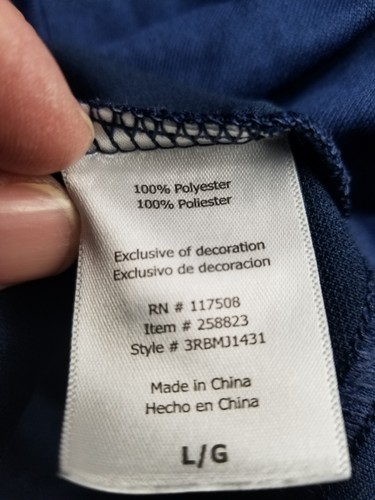 100% Polyester
100% Poliester
Exclusive of decoration
Exclusivo de decoracion
RN # 117508
Item # 258823
Style # 3RBMJ1431
Made in China
Hecho en China
L/G